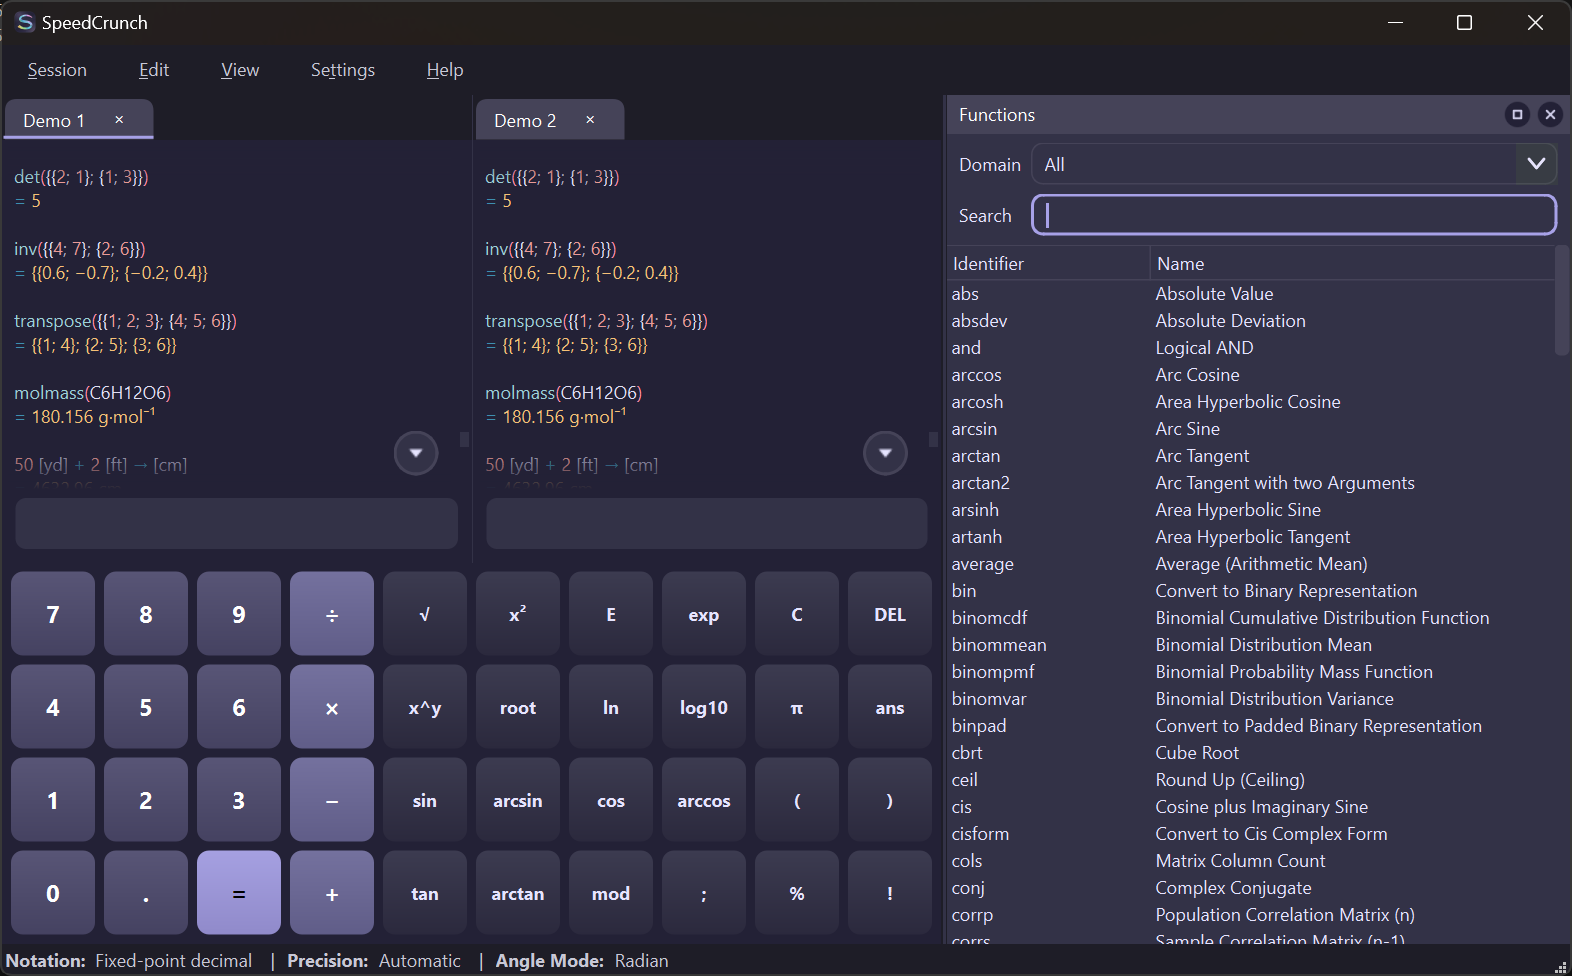 SpeedCrunch
Session Edit View Settings Help
Demo 1 ×
det({{2; 1}; {1; 3}})
= 5
inv({{4; 7}; {2; 6}})
= {{0.6; −0.7}; {−0.2; 0.4}}
transpose({{1; 2; 3}; {4; 5; 6}})
= {{1; 4}; {2; 5}; {3; 6}}
molmass(C6H12O6)
= 180.156 g·mol⁻¹
50 [yd] + 2 [ft] → [cm]
Demo 2 ×
det({{2; 1}; {1; 3}})
= 5
inv({{4; 7}; {2; 6}})
= {{0.6; −0.7}; {−0.2; 0.4}}
transpose({{1; 2; 3}; {4; 5; 6}})
= {{1; 4}; {2; 5}; {3; 6}}
molmass(C6H12O6)
= 180.156 g·mol⁻¹
50 [yd] + 2 [ft] → [cm]
7 8 9 ÷ √ x² E exp C DEL
4 5 6 × x^y root ln log10 π ans
1 2 3 − sin arcsin cos arccos ( )
0 . = + tan arctan mod ; % !
Functions
Domain All
Search
Identifier Name
abs Absolute Value
absdev Absolute Deviation
and Logical AND
arccos Arc Cosine
arcosh Area Hyperbolic Cosine
arcsin Arc Sine
arctan Arc Tangent
arctan2 Arc Tangent with two Arguments
arsinh Area Hyperbolic Sine
artanh Area Hyperbolic Tangent
average Average (Arithmetic Mean)
bin Convert to Binary Representation
binomcdf Binomial Cumulative Distribution Function
binommean Binomial Distribution Mean
binompmf Binomial Probability Mass Function
binomvar Binomial Distribution Variance
binpad Convert to Padded Binary Representation
cbrt Cube Root
ceil Round Up (Ceiling)
cis Cosine plus Imaginary Sine
cisform Convert to Cis Complex Form
cols Matrix Column Count
conj Complex Conjugate
corrp Population Correlation Matrix (n)
corrs Sample Correlation Matrix (n-1)
Notation: Fixed-point decimal | Precision: Automatic | Angle Mode: Radian